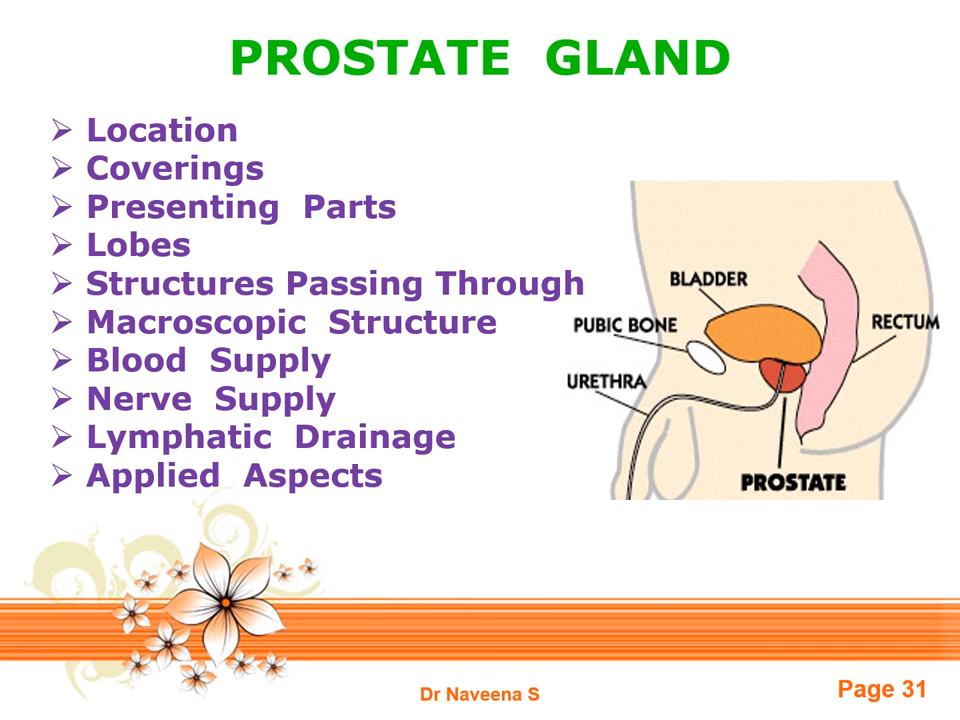 PROSTATE GLAND
➢ Location
➢ Coverings
➢ Presenting Parts
➢ Lobes
➢ Structures Passing Through
➢ Macroscopic Structure
➢ Blood Supply
➢ Nerve Supply
➢ Lymphatic Drainage
➢ Applied Aspects
BLADDER
PUBIC BONE
RECTUM
URETHRA
PROSTATE
Dr Naveena S
Page 31